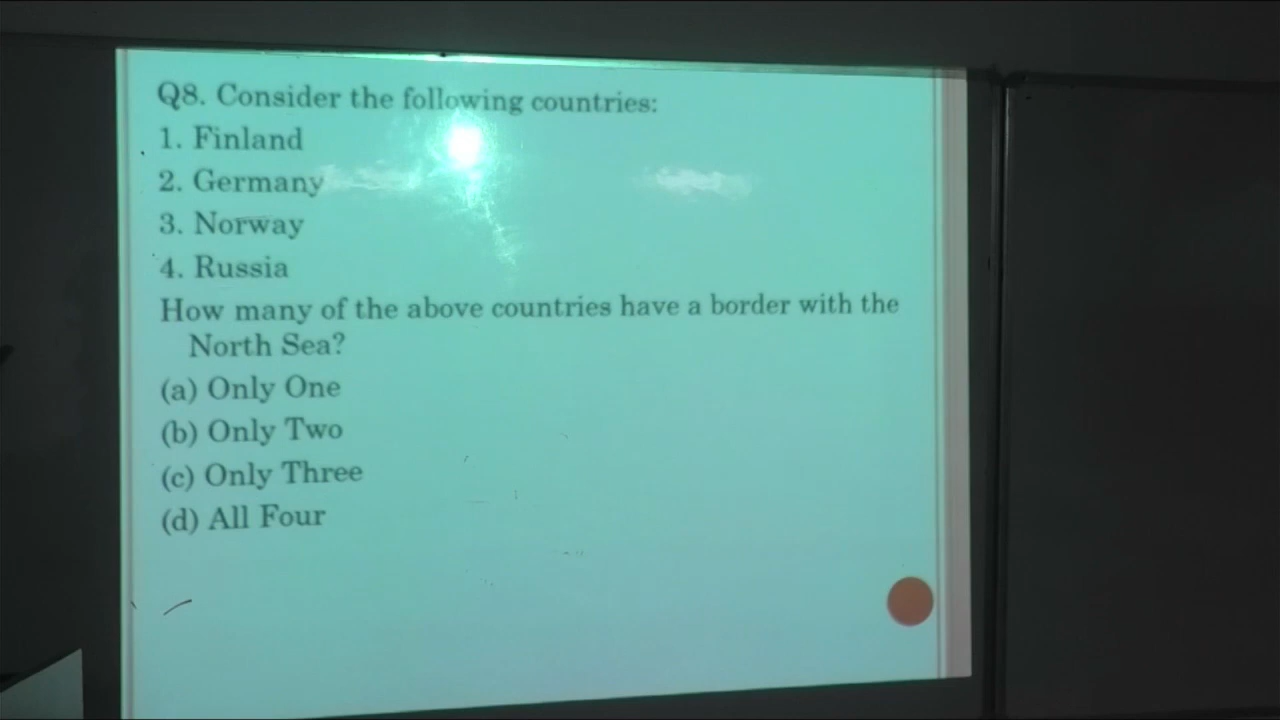 Q8. Consider the following countries:
1. Finland
2. Germany
3. Norway
4. Russia
How many of the above countries have a border with the
North Sea?
(a) Only One
(b) Only Two
(c) Only Three
(d) All Four